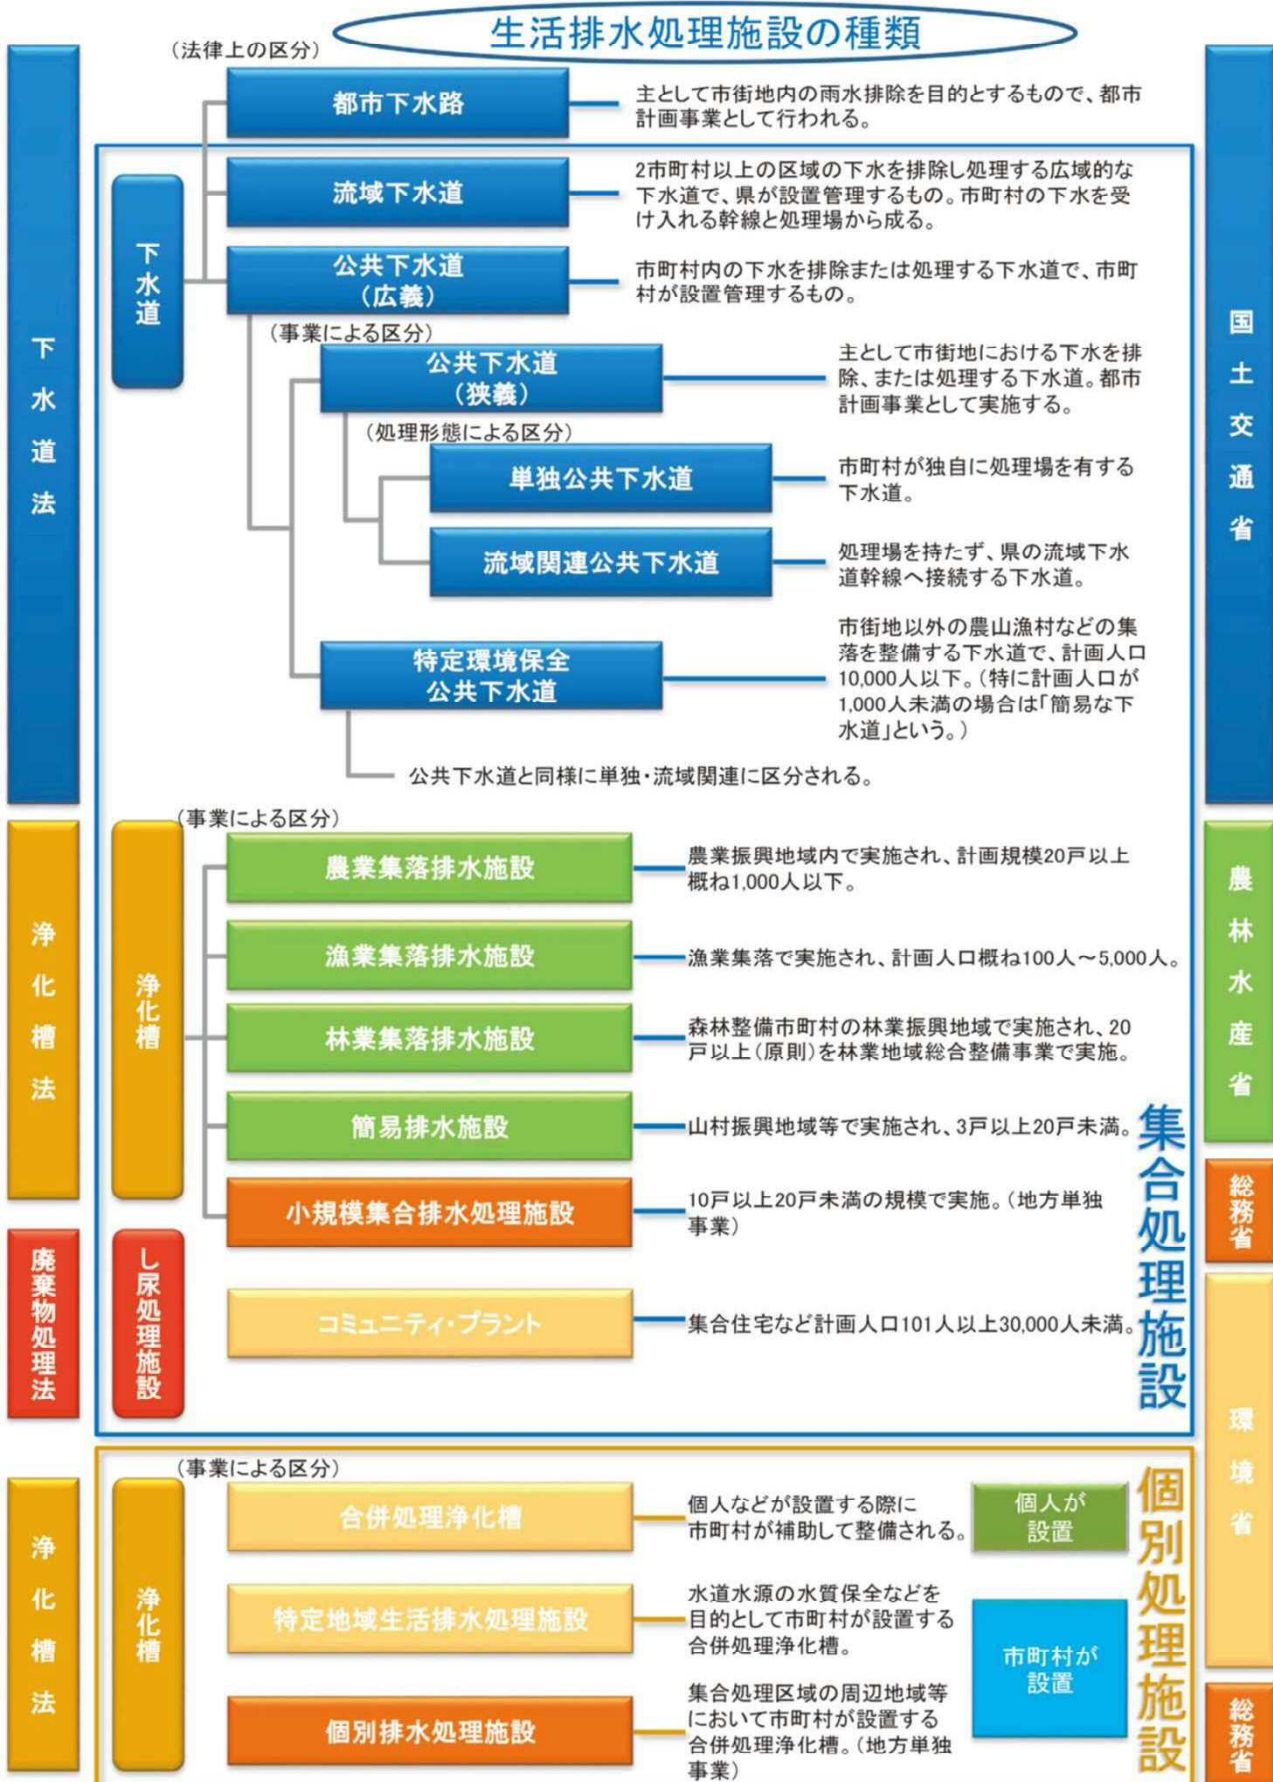 生活排水処理施設の種類
(法律上の区分)
下水道法
国土交通省
都市下水路
主として市街地内の雨水排除を目的とするもので、都市
計画事業として行われる。
下水道
流域下水道
2市町村以上の区域の下水を排除し処理する広域的な
下水道で、県が設置管理するもの。市町村の下水を受
け入れる幹線と処理場から成る。
公共下水道
(広義)
市町村内の下水を排除または処理する下水道で、市町
村が設置管理するもの。
(事業による区分)
公共下水道
(狭義)
主として市街地における下水を排
除、または処理する下水道。都市
計画事業として実施する。
(処理形態による区分)
単独公共下水道
市町村が独自に処理場を有する
下水道。
流域関連公共下水道
処理場を持たず、県の流域下水
道幹線へ接続する下水道。
特定環境保全
公共下水道
市街地以外の農山漁村などの集
落を整備する下水道で、計画人口
10,000人以下。(特に計画人口が
1,000人未満の場合は「簡易な下
水道」という。)
公共下水道と同様に単独・流域関連に区分される。
浄化槽法
浄化槽
農林水産省
(事業による区分)
農業集落排水施設
農業振興地域内で実施され、計画規模20戸以上
概ね1,000人以下。
漁業集落排水施設
漁業集落で実施され、計画人口概ね100人～5,000人。
林業集落排水施設
森林整備市町村の林業振興地域で実施され、20
戸以上(原則)を林業地域総合整備事業で実施。
簡易排水施設
山村振興地域等で実施され、3戸以上20戸未満。
集合処理施設
総務省
小規模集合排水処理施設
10戸以上20戸未満の規模で実施。(地方単独
事業)
廃棄物処理法
し尿処理施設
コミュニティ・プラント
集合住宅など計画人口101人以上30,000人未満。
環境省
浄化槽法
浄化槽
(事業による区分)
合併処理浄化槽
個人などが設置する際に
市町村が補助して整備される。
個人が
設置
個別処理施設
特定地域生活排水処理施設
水道水源の水質保全などを
目的として市町村が設置する
合併処理浄化槽。
市町村が
設置
個別排水処理施設
集合処理区域の周辺地域等
において市町村が設置する
合併処理浄化槽。(地方単独
事業)
総務省